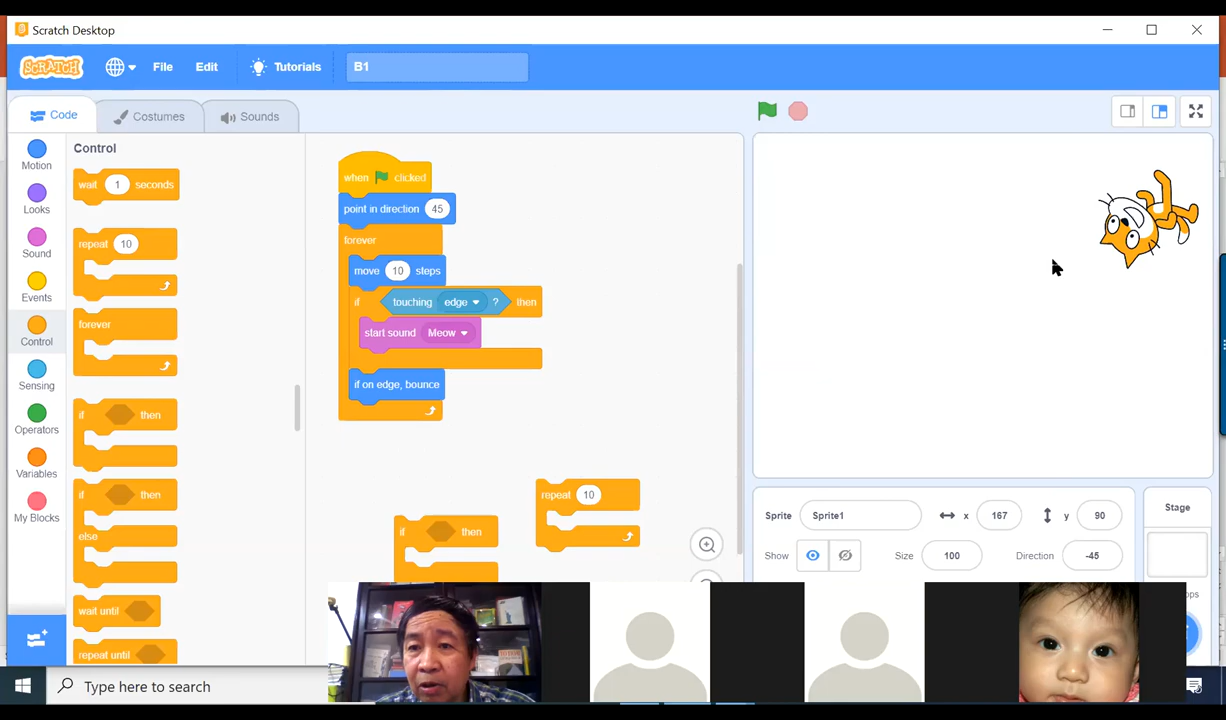 Scratch Desktop
SCRATCH File Edit Tutorials B1
Code Costumes Sounds
Motion
Looks
Sound
Events
Control
Sensing
Operators
Variables
My Blocks
Control
wait 1 seconds
repeat 10
forever
if then
if then
else
wait until
repeat until
when clicked
point in direction 45
forever
move 10 steps
if touching edge ? then
start sound Meow
if on edge, bounce
repeat 10
if then
Sprite Sprite1 x 167 y 90
Show Size 100 Direction -45
Stage
Type here to search